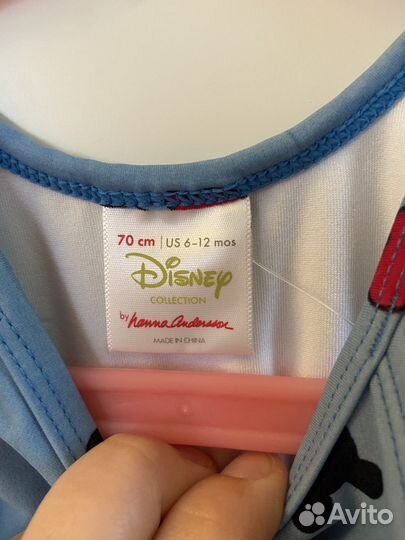 70 cm | US 6–12 mos
Disney
COLLECTION
by hanna Andersson
MADE IN CHINA
Avito